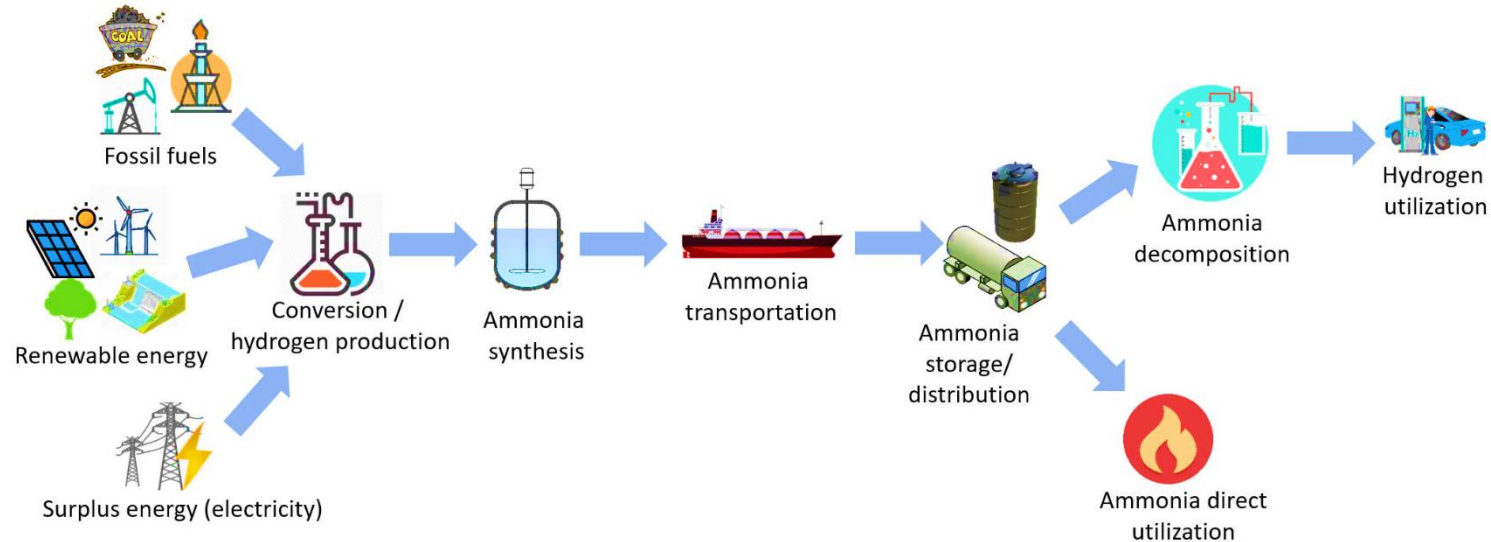 COAL
Fossil fuels
Renewable energy
Surplus energy (electricity)
Conversion /
hydrogen production
Ammonia
synthesis
Ammonia
transportation
Ammonia
storage/
distribution
Ammonia
decomposition
H₂
Hydrogen
utilization
Ammonia direct
utilization